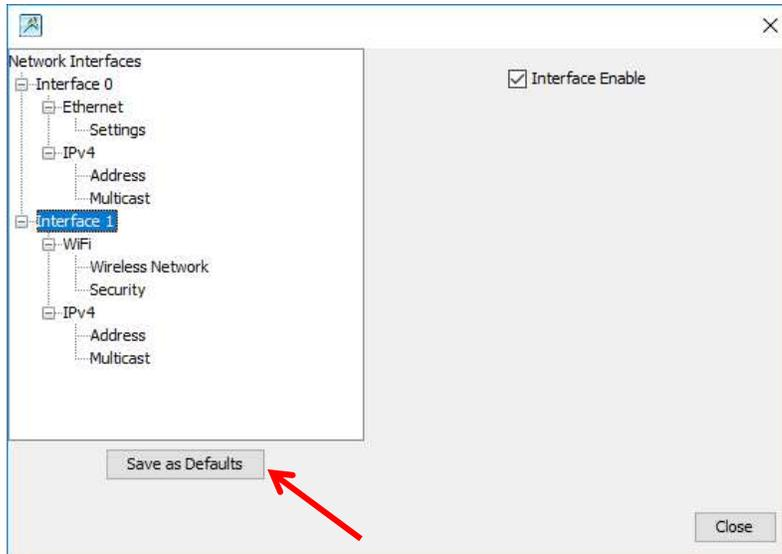 Network Interfaces
Interface 0
Ethernet
Settings
IPv4
Address
Multicast
Interface 1
WiFi
Wireless Network
Security
IPv4
Address
Multicast
Interface Enable
Save as Defaults
Close